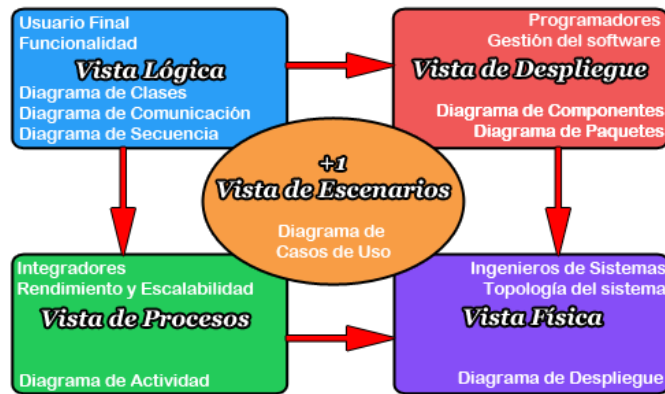 Usuario Final
Funcionalidad
Vista Lógica
Diagrama de Clases
Diagrama de Comunicación
Diagrama de Secuencia
Programadores
Gestión del software
Vista de Despliegue
Diagrama de Componentes
Diagrama de Paquetes
+1
Vista de Escenarios
Diagrama de
Casos de Uso
Integradores
Rendimiento y Escalabilidad
Vista de Procesos
Diagrama de Actividad
Ingenieros de Sistemas
Topología del sistema
Vista Física
Diagrama de Despliegue